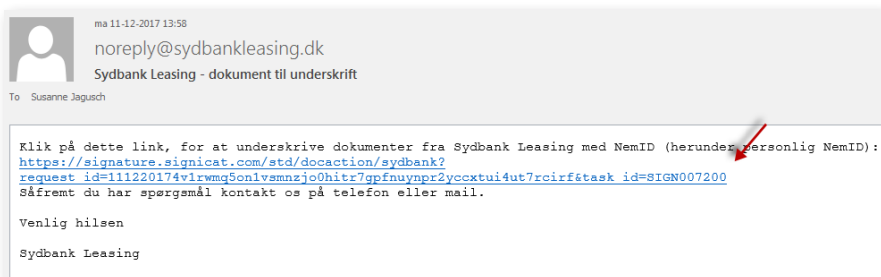 ma 11-12-2017 13:58
noreply@sydbankleasing.dk
Sydbank Leasing - dokument til underskrift
To Susanne Jagusch
Klik på dette link, for at underskrive dokumenter fra Sydbank Leasing med NemID (herunder personlig NemID):
https://signature.signicat.com/std/docaction/sydbank?
request_id=111220174v1rwmq5on1vsmnzjo0hitr7gpfnuynpr2yccxtui4ut7rcirf&task_id=SIGN007200
Såfremt du har spørgsmål kontakt os på telefon eller mail.
Venlig hilsen
Sydbank Leasing